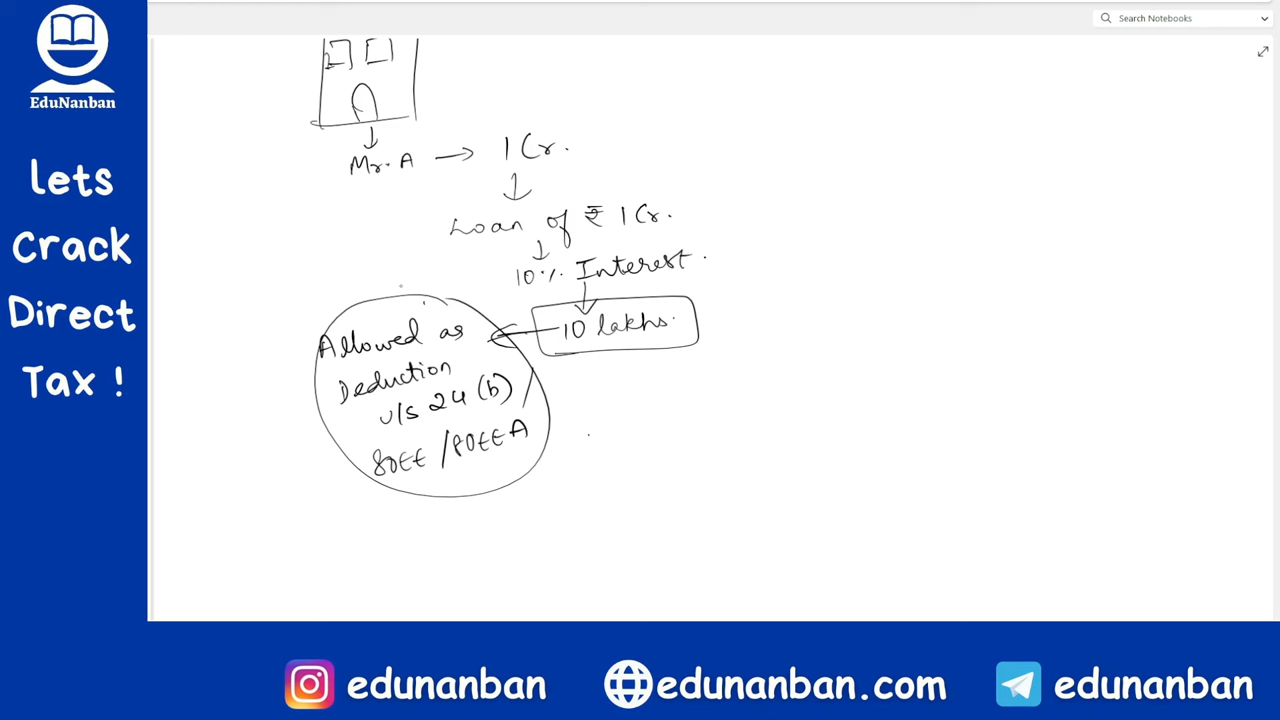 Search Notebooks
EduNanban
lets
Crack
Direct
Tax !
Mr. A → 1 Cr.
Loan of ₹ 1 Cr.
10% Interest.
10 lakhs.
Allowed as
Deduction
u/s 24 (b) /
80EE / 80EEA
edunanban
edunanban.com
edunanban